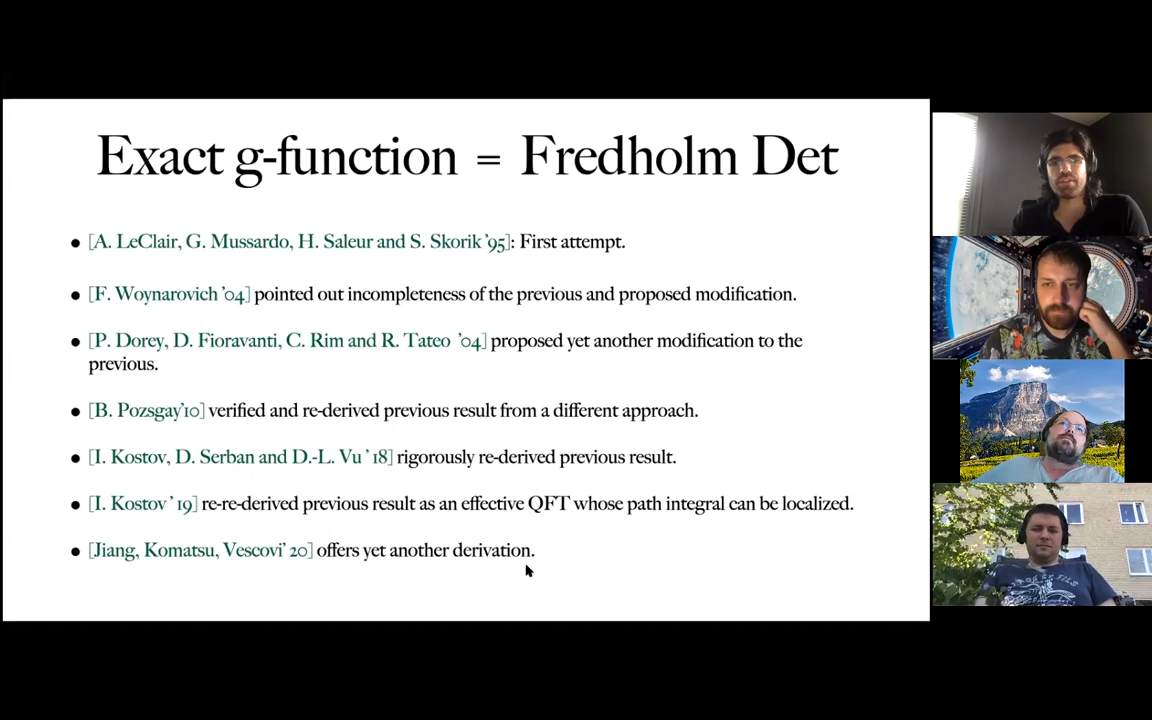 Exact g-function = Fredholm Det
• [A. LeClair, G. Mussardo, H. Saleur and S. Skorik '95]: First attempt.
• [F. Woynarovich '04] pointed out incompleteness of the previous and proposed modification.
• [P. Dorey, D. Fioravanti, C. Rim and R. Tateo '04] proposed yet another modification to the
previous.
• [B. Pozsgay'10] verified and re-derived previous result from a different approach.
• [I. Kostov, D. Serban and D.-L. Vu ' 18] rigorously re-derived previous result.
• [I. Kostov ' 19] re-re-derived previous result as an effective QFT whose path integral can be localized.
• [Jiang, Komatsu, Vescovi' 20] offers yet another derivation.